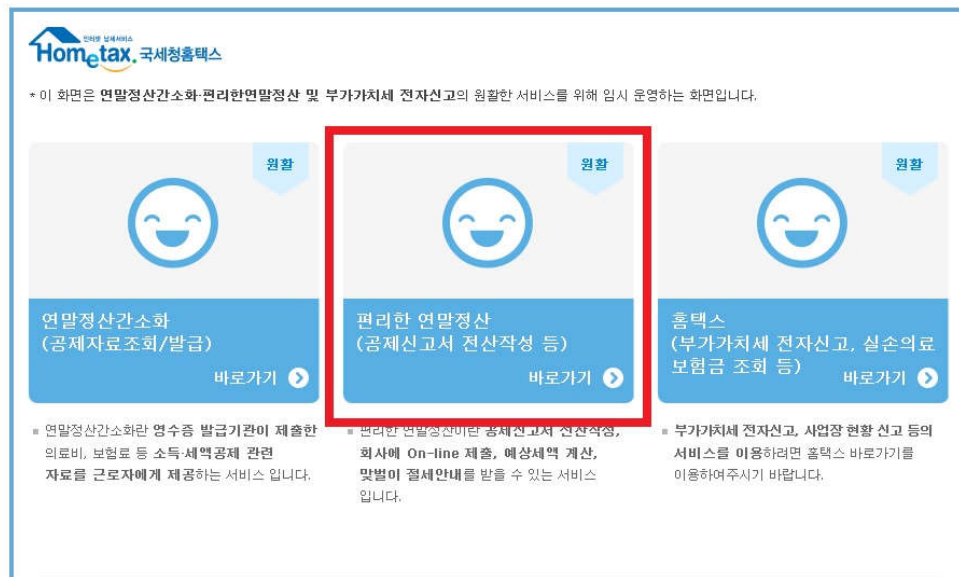 인터넷 납세서비스
Hometax. 국세청홈택스
* 이 화면은 연말정산간소화·편리한연말정산 및 부가가치세 전자신고의 원활한 서비스를 위해 임시 운영하는 화면입니다.
원활
연말정산간소화
(공제자료조회/발급)
바로가기
연말정산간소화란 영수증 발급기관이 제출한
의료비, 보험료 등 소득·세액공제 관련
자료를 근로자에게 제공하는 서비스 입니다.
원활
편리한 연말정산
(공제신고서 전산작성 등)
바로가기
편리한 연말정산이란 공제신고서 전산작성,
회사에 On-line 제출, 예상세액 계산,
맞벌이 절세안내를 받을 수 있는 서비스
입니다.
원활
홈택스
(부가가치세 전자신고, 실손의료
보험금 조회 등)
바로가기
부가가치세 전자신고, 사업장 현황 신고 등의
서비스를 이용하려면 홈택스 바로가기를
이용하여주시기 바랍니다.